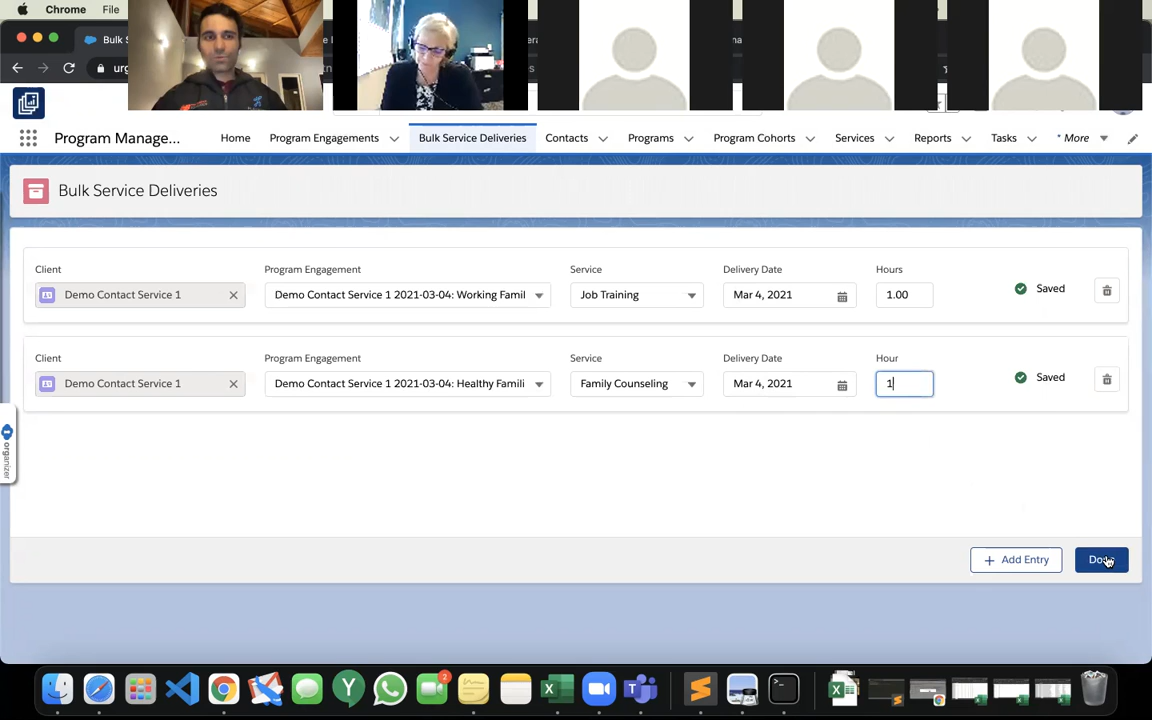 Chrome File
Bulk S
urg
Program Manage...
Home Program Engagements Bulk Service Deliveries Contacts Programs Program Cohorts Services Reports Tasks * More
Bulk Service Deliveries
Client Program Engagement Service Delivery Date Hours
Demo Contact Service 1 Demo Contact Service 1 2021-03-04: Working Famil Job Training Mar 4, 2021 1.00 Saved
Client Program Engagement Service Delivery Date Hour
Demo Contact Service 1 Demo Contact Service 1 2021-03-04: Healthy Famili Family Counseling Mar 4, 2021 1 Saved
organizer
+ Add Entry
2